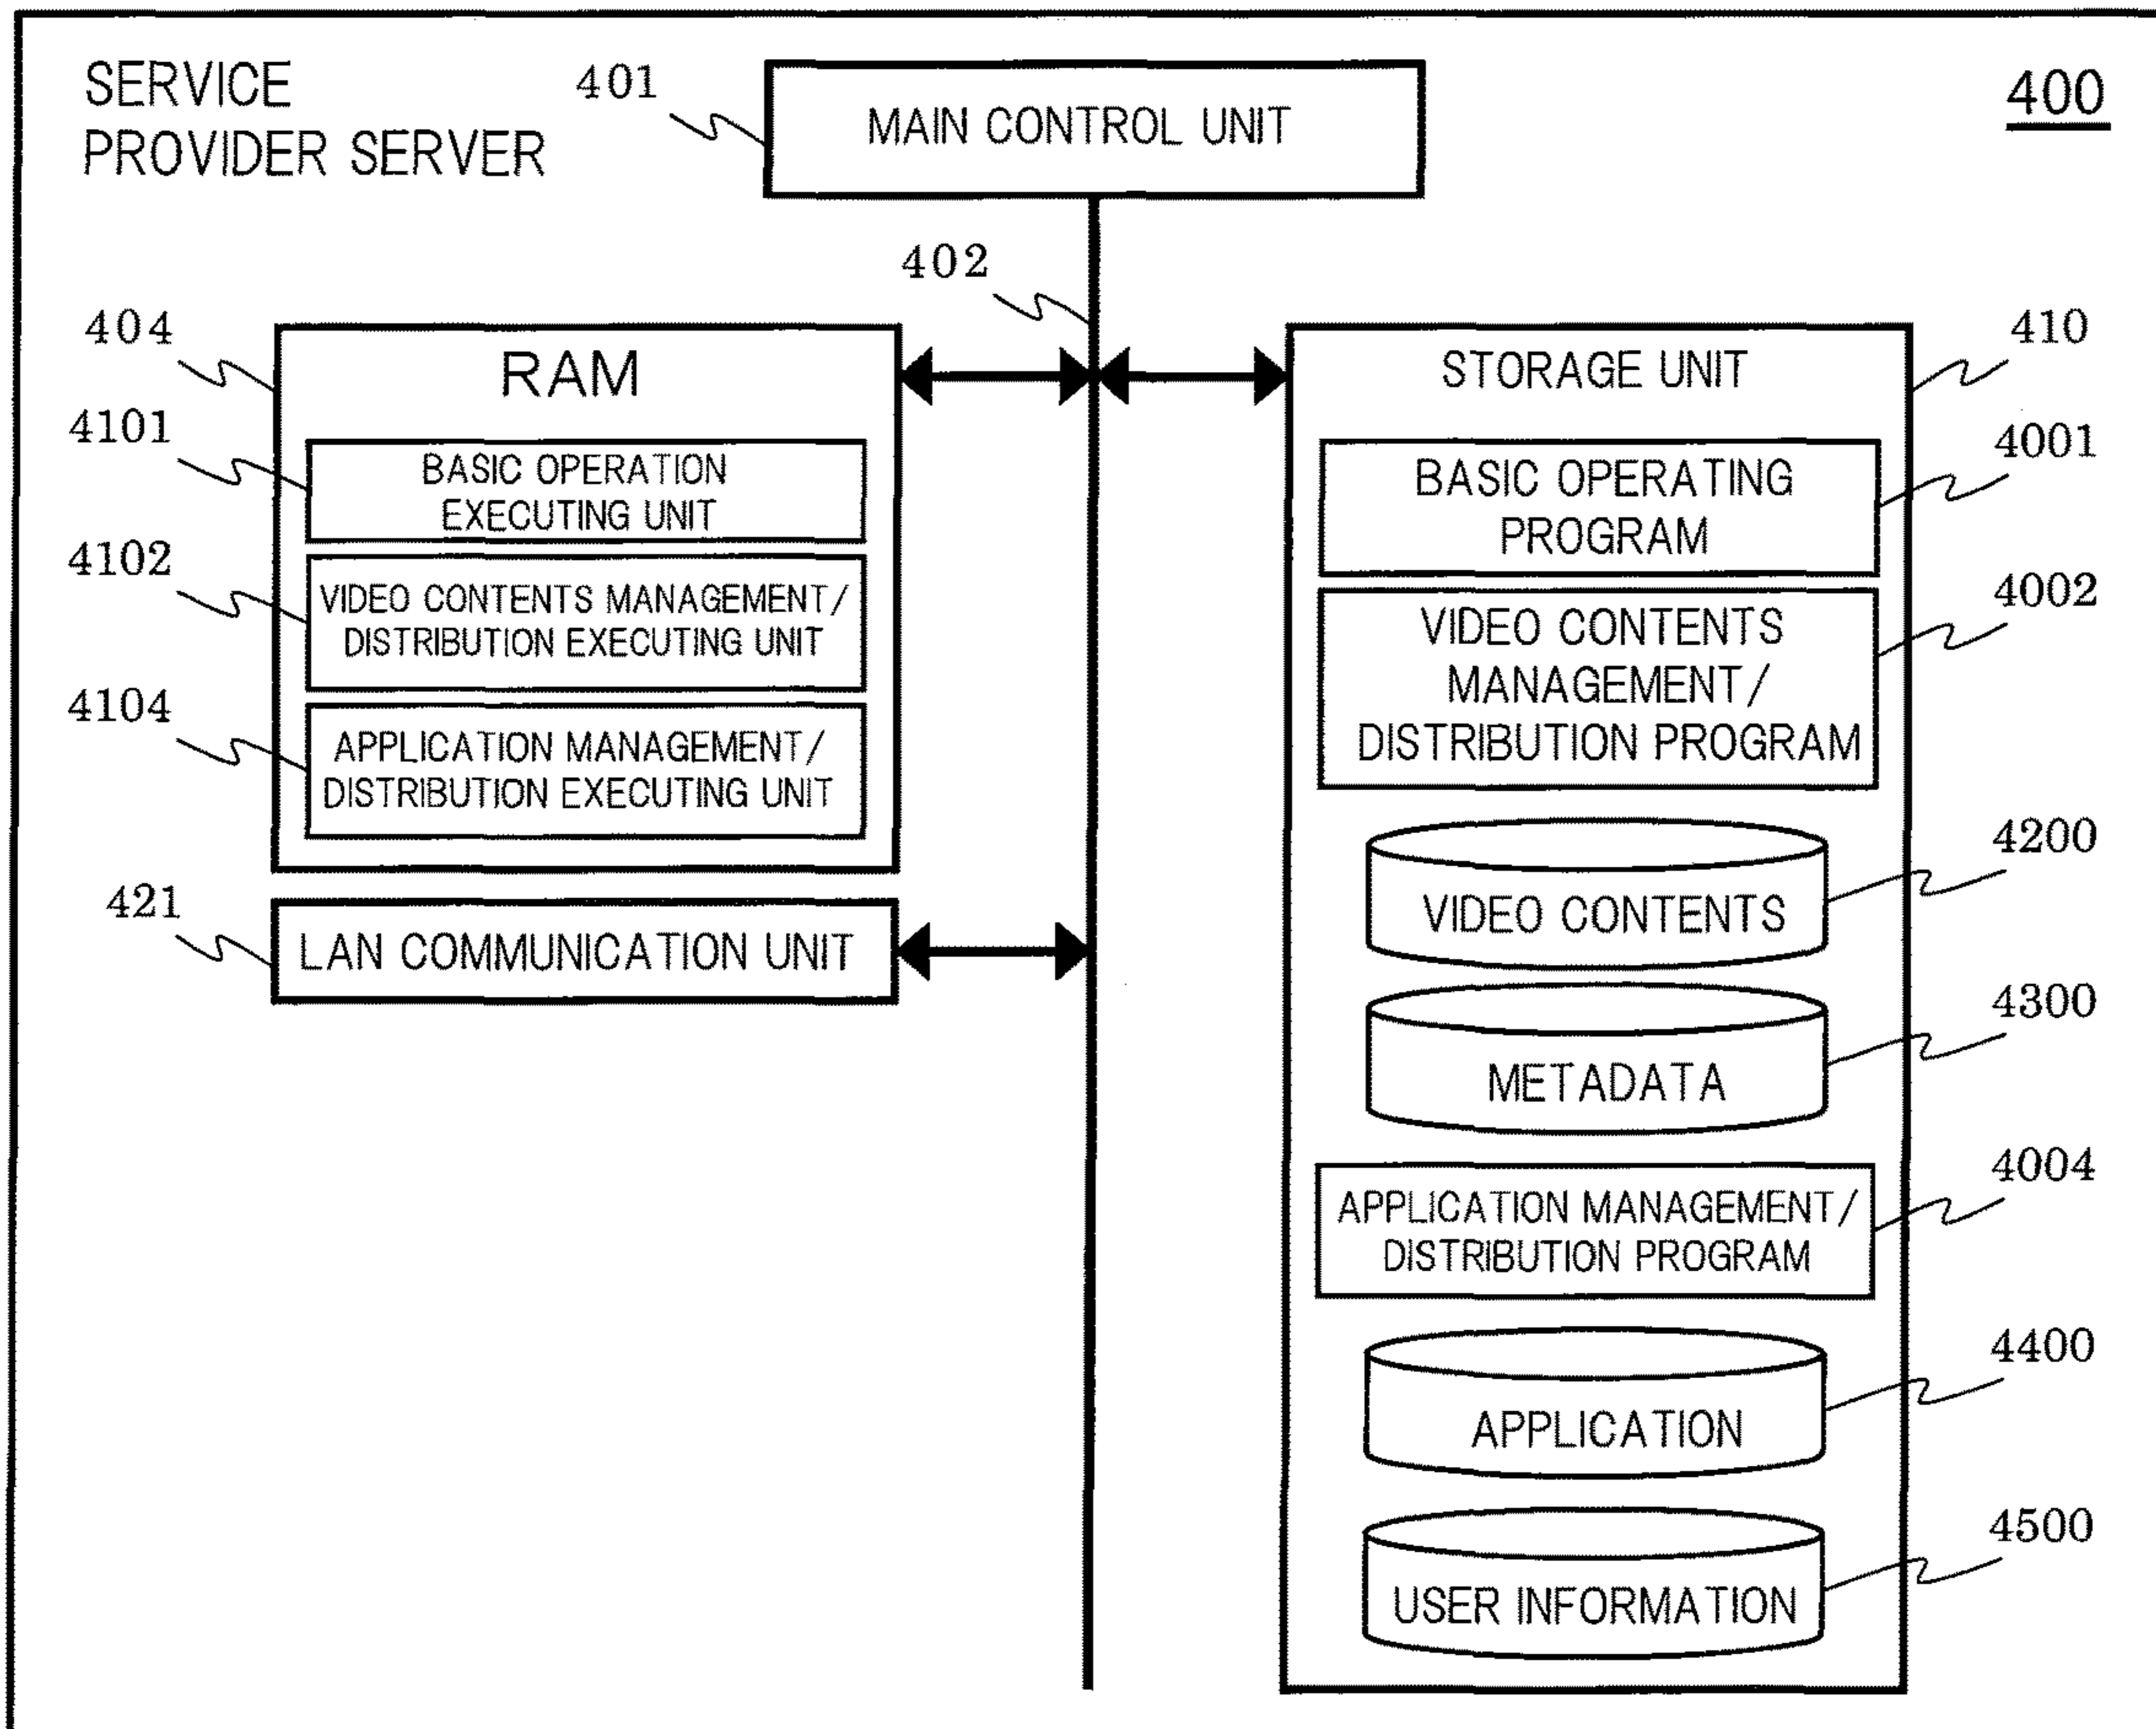 SERVICE
PROVIDER SERVER
400
401
MAIN CONTROL UNIT
402
404
RAM
4101
BASIC OPERATION
EXECUTING UNIT
4102
VIDEO CONTENTS MANAGEMENT/
DISTRIBUTION EXECUTING UNIT
4104
APPLICATION MANAGEMENT/
DISTRIBUTION EXECUTING UNIT
421
LAN COMMUNICATION UNIT
410
STORAGE UNIT
4001
BASIC OPERATING
PROGRAM
4002
VIDEO CONTENTS
MANAGEMENT/
DISTRIBUTION PROGRAM
4200
VIDEO CONTENTS
4300
METADATA
4004
APPLICATION MANAGEMENT/
DISTRIBUTION PROGRAM
4400
APPLICATION
4500
USER INFORMATION